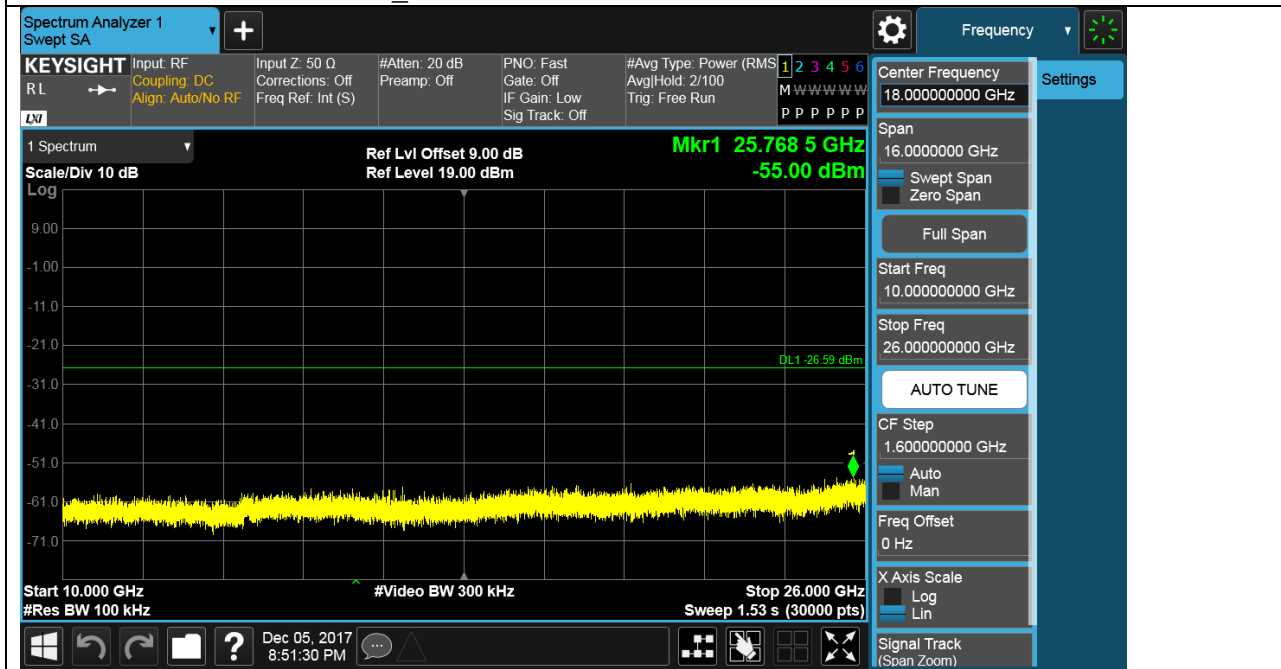 Spectrum Analyzer 1
Swept SA
Frequency
KEYSIGHT
R L
LXI
Input: RF
Coupling: DC
Align: Auto/No RF
Input Z: 50 Ω
Corrections: Off
Freq Ref: Int (S)
#Atten: 20 dB
Preamp: Off
PNO: Fast
Gate: Off
IF Gain: Low
Sig Track: Off
#Avg Type: Power (RMS
Avg|Hold: 2/100
Trig: Free Run
1 2 3 4 5 6
M W W W W W
P P P P P P
1 Spectrum
Scale/Div 10 dB
Log
Ref Lvl Offset 9.00 dB
Ref Level 19.00 dBm
Mkr1 25.768 5 GHz
-55.00 dBm
9.00
-1.00
-11.0
-21.0
DL1 -26.59 dBm
-31.0
-41.0
-51.0
-61.0
-71.0
Start 10.000 GHz
#Res BW 100 kHz
#Video BW 300 kHz
Stop 26.000 GHz
Sweep 1.53 s (30000 pts)
Center Frequency
18.000000000 GHz
Settings
Span
16.0000000 GHz
Swept Span
Zero Span
Full Span
Start Freq
10.000000000 GHz
Stop Freq
26.000000000 GHz
AUTO TUNE
CF Step
1.600000000 GHz
Auto
Man
Freq Offset
0 Hz
X Axis Scale
Log
Lin
Signal Track
(Span Zoom)
Dec 05, 2017
8:51:30 PM